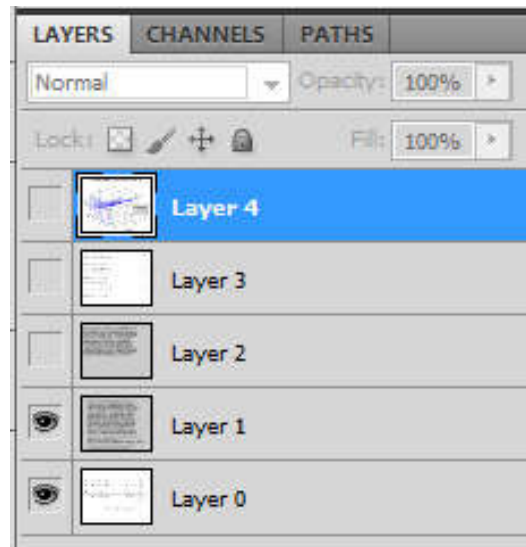 LAYERS CHANNELS PATHS
Normal Opacity: 100%
Lock: Fill: 100%
Layer 4
Layer 3
Layer 2
Layer 1
Layer 0